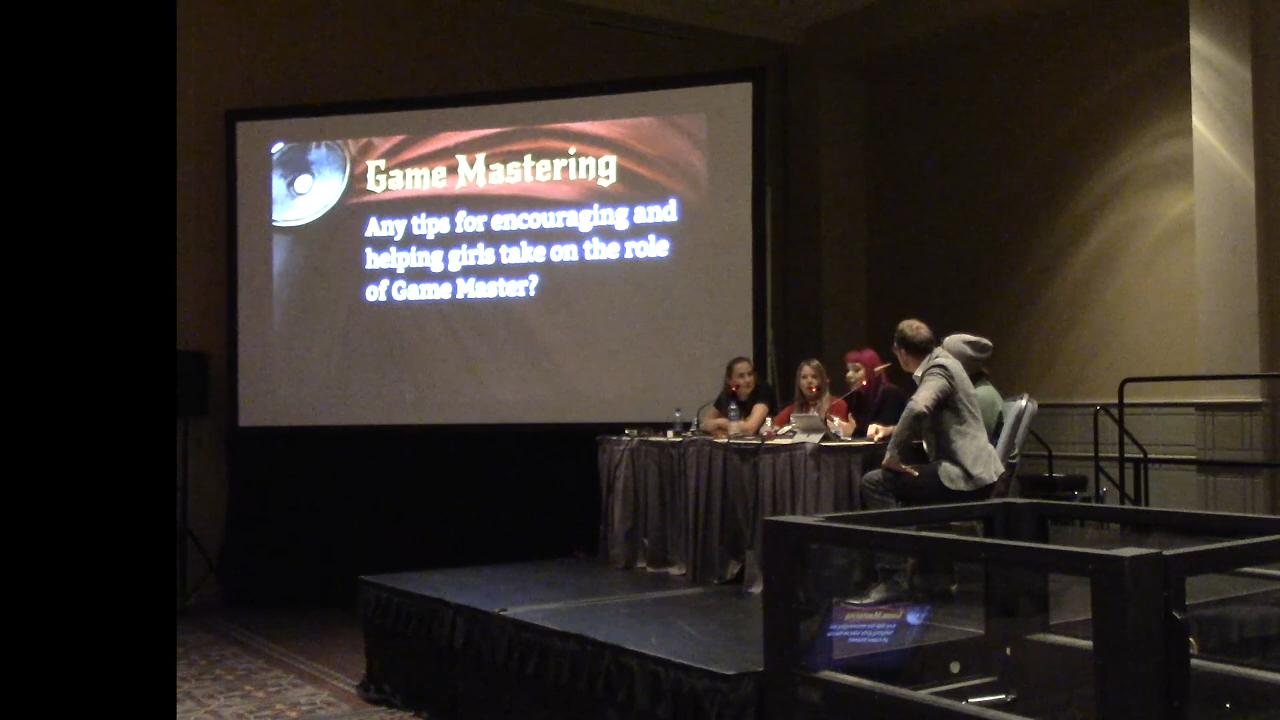 Game Mastering
Any tips for encouraging and
helping girls take on the role
of Game Master?